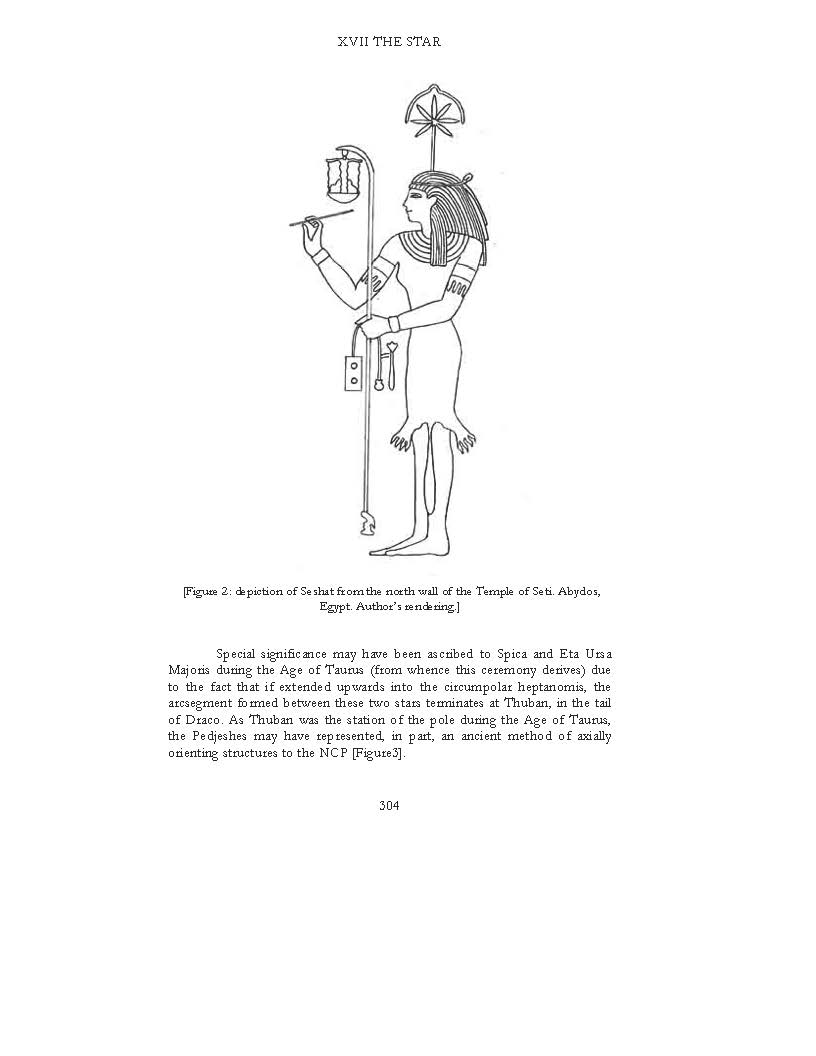 XVII THE STAR
[Figure 2: depiction of Seshat from the north wall of the Temple of Seti. Abydos,
Egypt. Author's rendering.]
Special significance may have been ascribed to Spica and Eta Ursa
Majoris during the Age of Taurus (from whence this ceremony derives) due
to the fact that if extended upwards into the circumpolar heptanomis, the
arcsegment formed between these two stars terminates at Thuban, in the tail
of Draco. As Thuban was the station of the pole during the Age of Taurus,
the Pedjeshes may have represented, in part, an ancient method of axially
orienting structures to the NCP [Figure3].
304